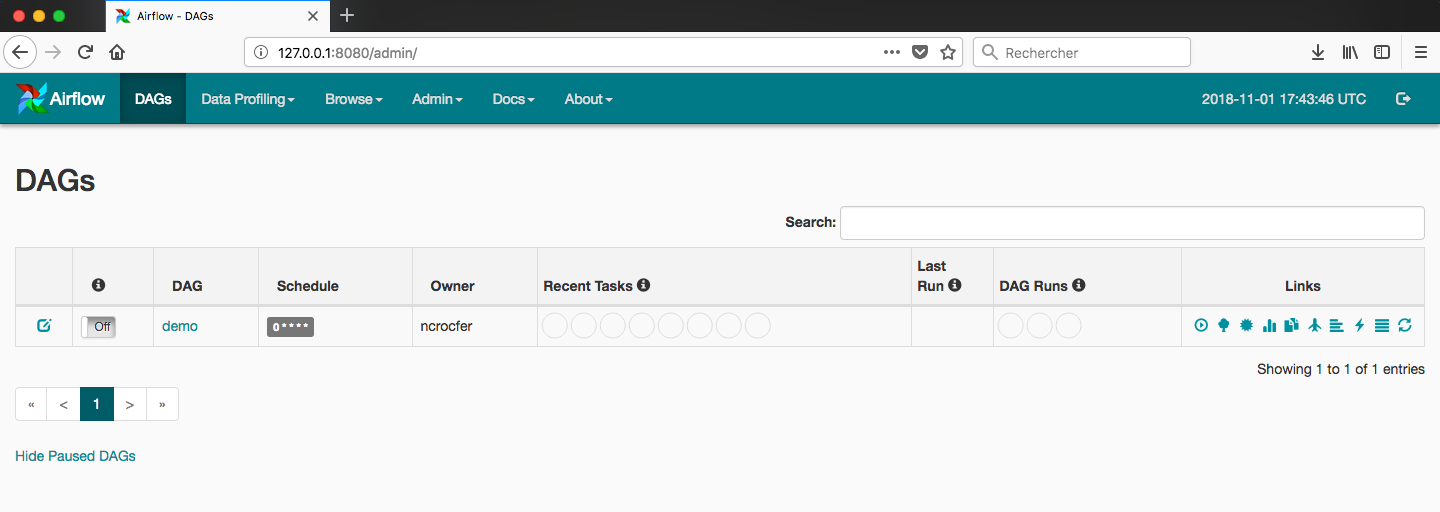 Airflow - DAGs
127.0.0.1:8080/admin/
Rechercher
Airflow DAGs Data Profiling Browse Admin Docs About 2018-11-01 17:43:46 UTC
DAGs
Search:
DAG Schedule Owner Recent Tasks Last Run DAG Runs Links
Off demo 0 * * * * ncrocfer
Showing 1 to 1 of 1 entries
« < 1 > »
Hide Paused DAGs